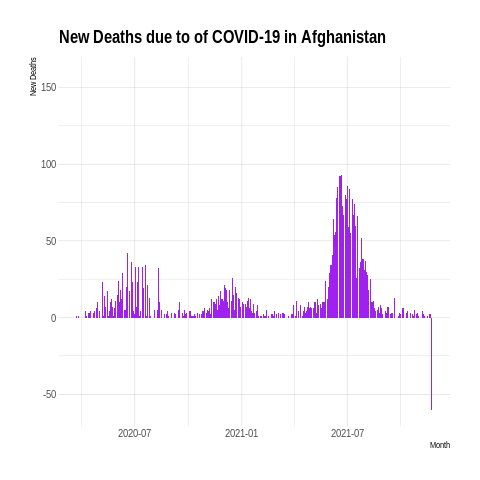 New Deaths due to of COVID-19 in Afghanistan
New Deaths
150
100
50
0
-50
2020-07
2021-01
2021-07
Month